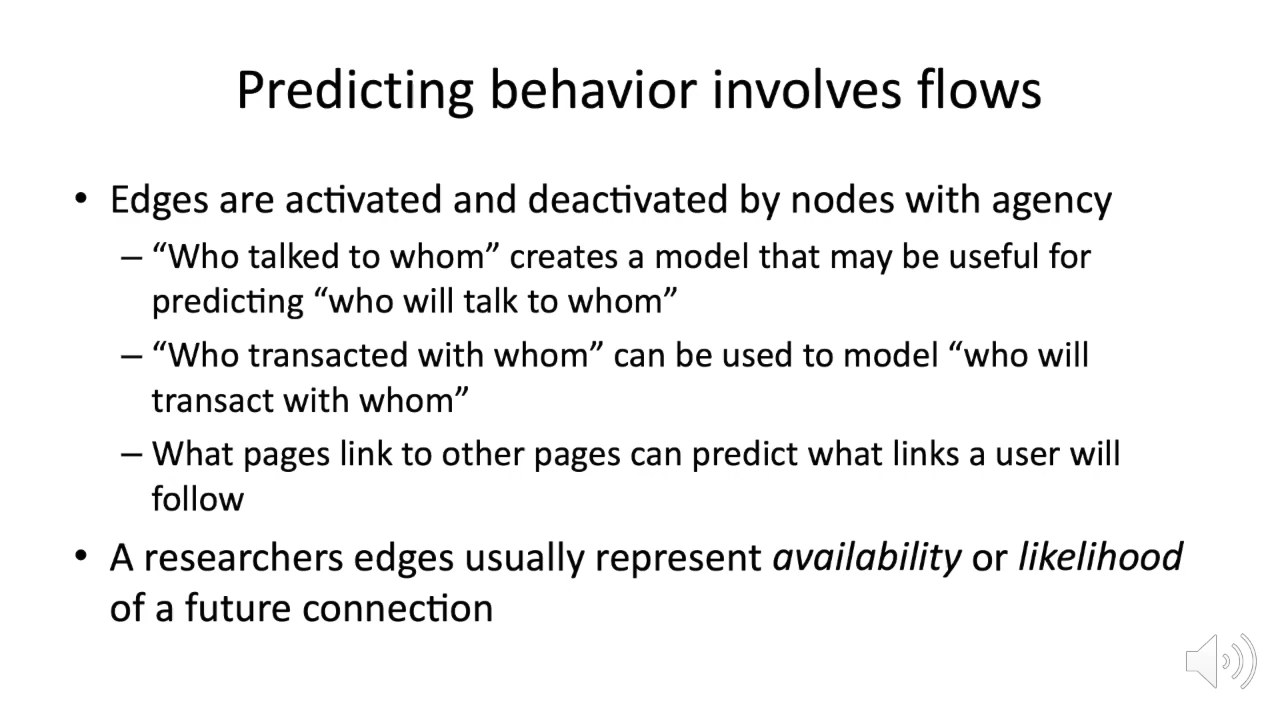 Predicting behavior involves flows
• Edges are activated and deactivated by nodes with agency
– “Who talked to whom” creates a model that may be useful for
predicting “who will talk to whom”
– “Who transacted with whom” can be used to model “who will
transact with whom”
– What pages link to other pages can predict what links a user will
follow
• A researchers edges usually represent availability or likelihood
of a future connection